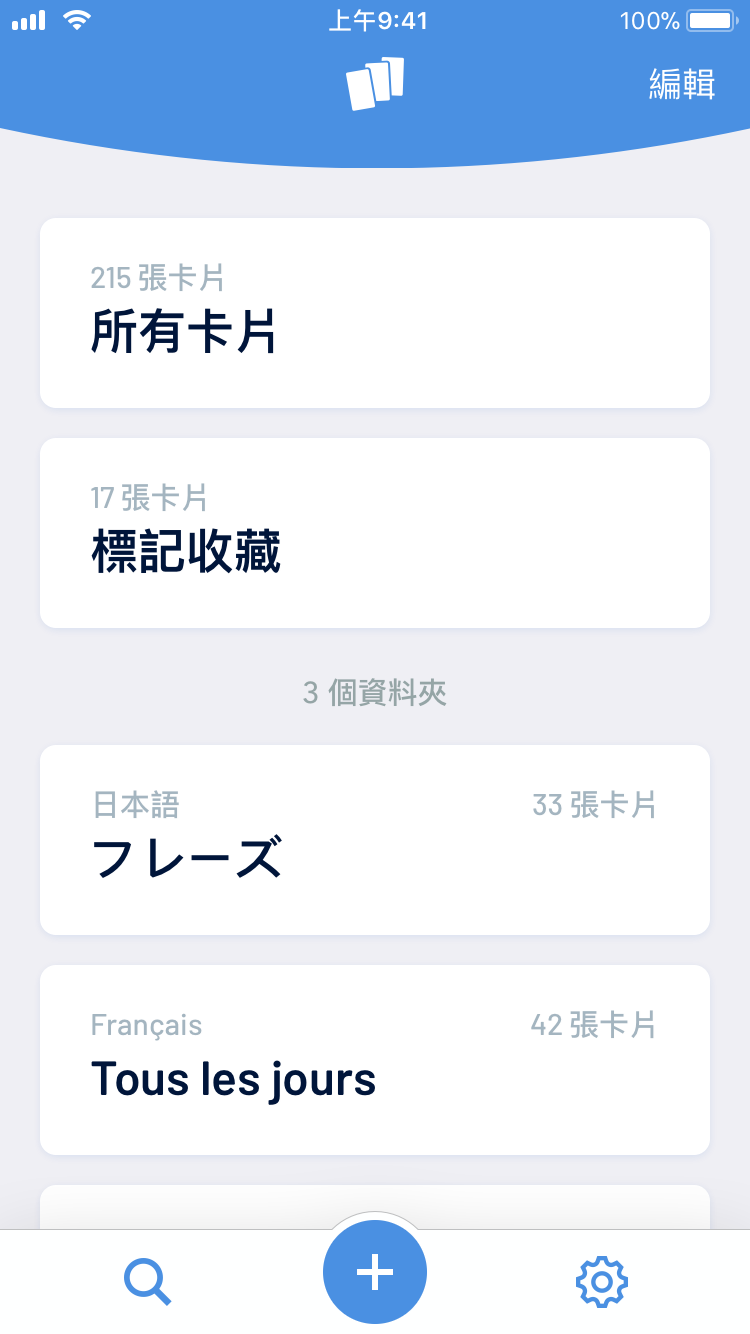 上午9:41
100%
編輯
215 張卡片
所有卡片
17 張卡片
標記收藏
3 個資料夾
日本語
33 張卡片
フレーズ
Français
42 張卡片
Tous les jours